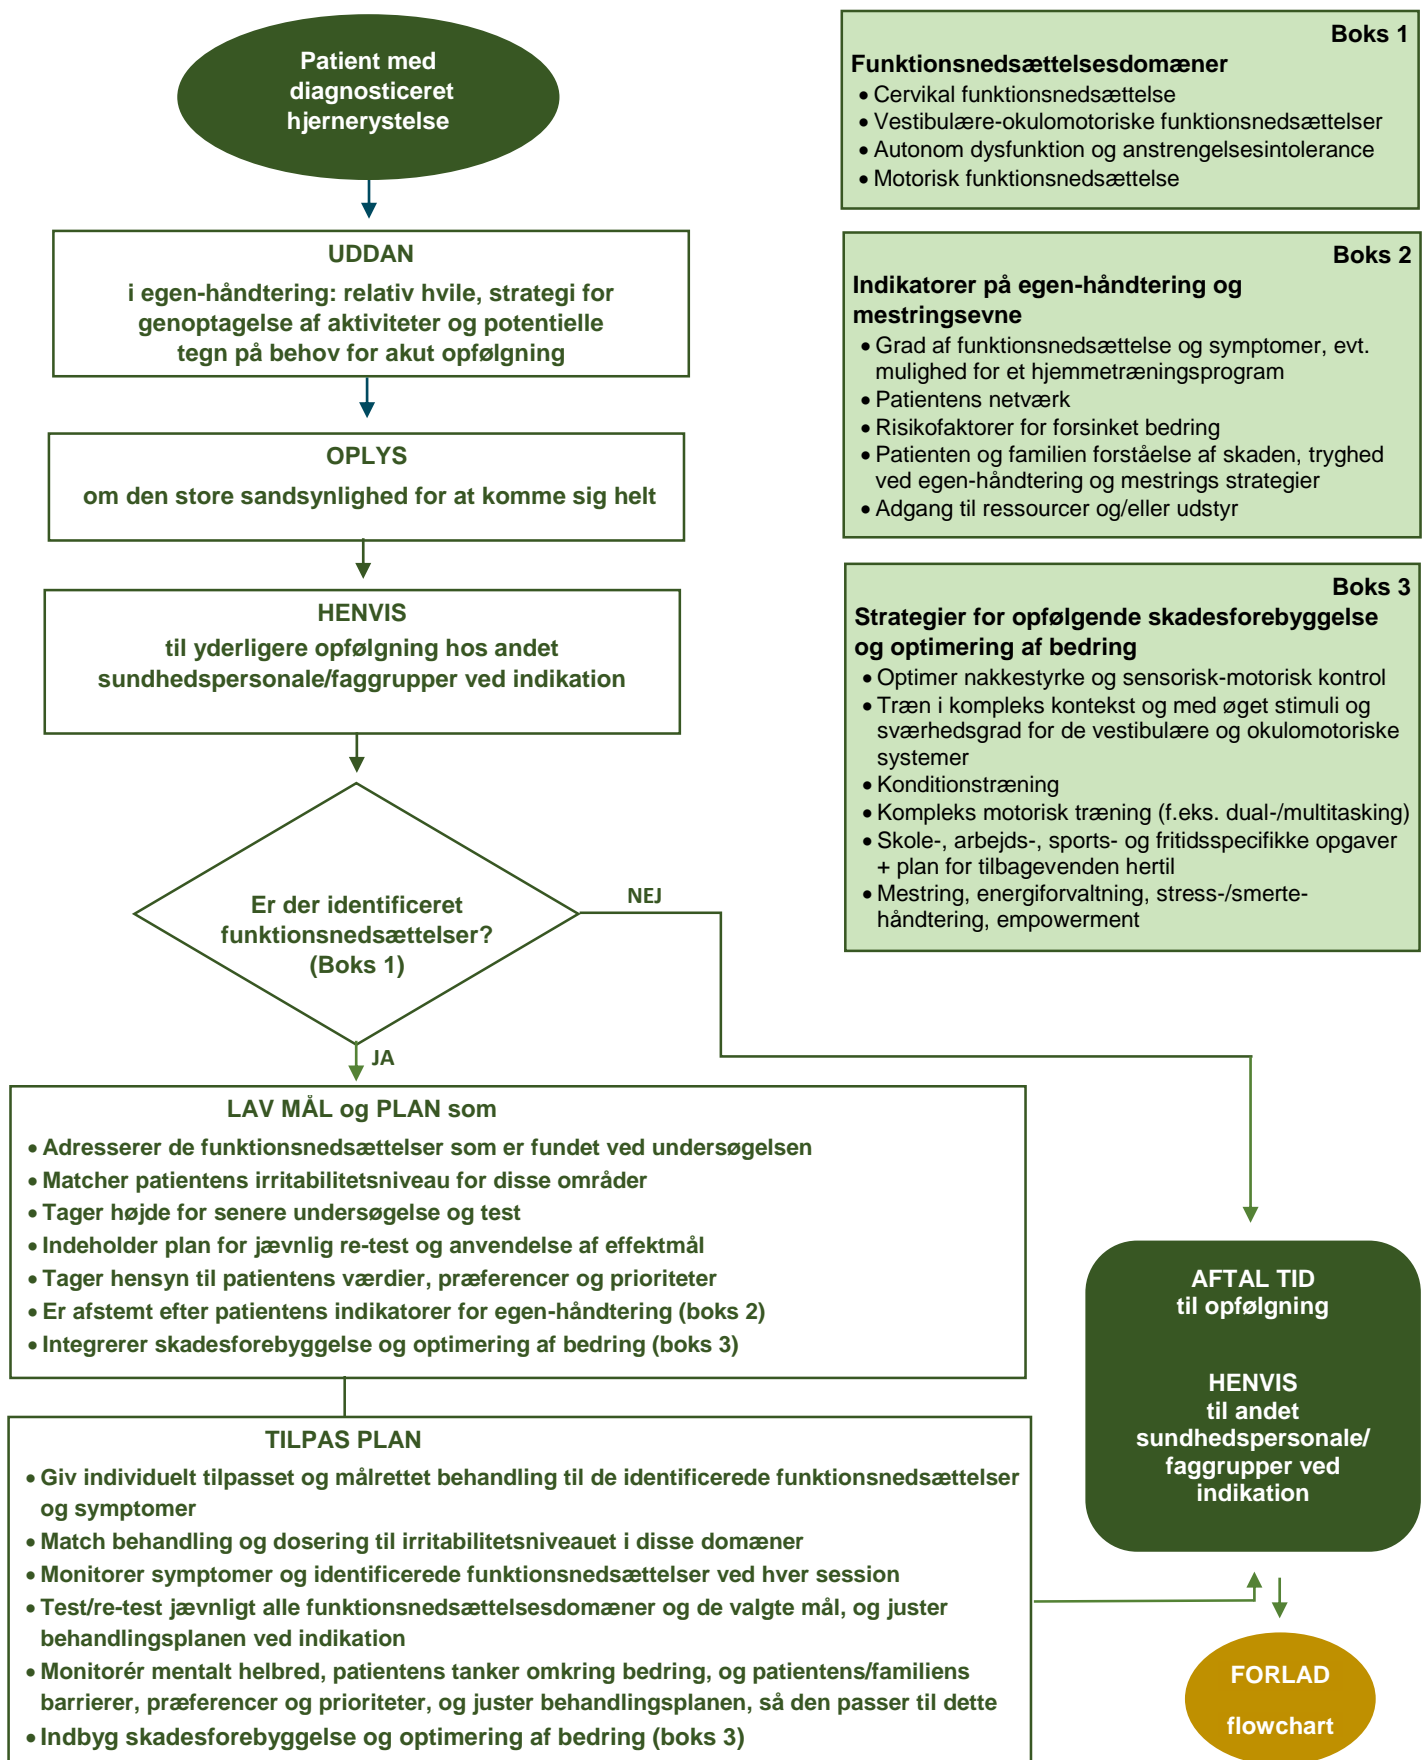 Patient med
diagnosticeret
hjernerystelse
UDDAN
i egen-håndtering: relativ hvile, strategi for
genoptagelse af aktiviteter og potentielle
tegn på behov for akut opfølgning
OPLYS
om den store sandsynlighed for at komme sig helt
HENVIS
til yderligere opfølgning hos andet
sundhedspersonale/faggrupper ved indikation
Er der identificeret
funktionsnedsættelser?
(Boks 1)
NEJ
JA
LAV MÅL og PLAN som
• Adresserer de funktionsnedsættelser som er fundet ved undersøgelsen
• Matcher patientens irritabilitetsniveau for disse områder
• Tager højde for senere undersøgelse og test
• Indeholder plan for jævnlig re-test og anvendelse af effektmål
• Tager hensyn til patientens værdier, præferencer og prioriteter
• Er afstemt efter patientens indikatorer for egen-håndtering (boks 2)
• Integrerer skadesforebyggelse og optimering af bedring (boks 3)
TILPAS PLAN
• Giv individuelt tilpasset og målrettet behandling til de identificerede funktionsnedsættelser
og symptomer
• Match behandling og dosering til irritabilitetsniveauet i disse domæner
• Monitorer symptomer og identificerede funktionsnedsættelser ved hver session
• Test/re-test jævnligt alle funktionsnedsættelsesdomæner og de valgte mål, og juster
behandlingsplanen ved indikation
• Monitorér mentalt helbred, patientens tanker omkring bedring, og patientens/familiens
barrierer, præferencer og prioriteter, og juster behandlingsplanen, så den passer til dette
• Indbyg skadesforebyggelse og optimering af bedring (boks 3)
Boks 1
Funktionsnedsættelsesdomæner
• Cervikal funktionsnedsættelse
• Vestibulære-okulomotoriske funktionsnedsættelser
• Autonom dysfunktion og anstrengelsesintolerance
• Motorisk funktionsnedsættelse
Boks 2
Indikatorer på egen-håndtering og
mestringsevne
• Grad af funktionsnedsættelse og symptomer, evt.
mulighed for et hjemmetræningsprogram
• Patientens netværk
• Risikofaktorer for forsinket bedring
• Patienten og familien forståelse af skaden, tryghed
ved egen-håndtering og mestrings strategier
• Adgang til ressourcer og/eller udstyr
Boks 3
Strategier for opfølgende skadesforebyggelse
og optimering af bedring
• Optimer nakkestyrke og sensorisk-motorisk kontrol
• Træn i kompleks kontekst og med øget stimuli og
sværhedsgrad for de vestibulære og okulomotoriske
systemer
• Konditionstræning
• Kompleks motorisk træning (f.eks. dual-/multitasking)
• Skole-, arbejds-, sports- og fritidsspecifikke opgaver
+ plan for tilbagevenden hertil
• Mestring, energiforvaltning, stress-/smerte-
håndtering, empowerment
AFTAL TID
til opfølgning
HENVIS
til andet
sundhedspersonale/
faggrupper ved
indikation
FORLAD
flowchart